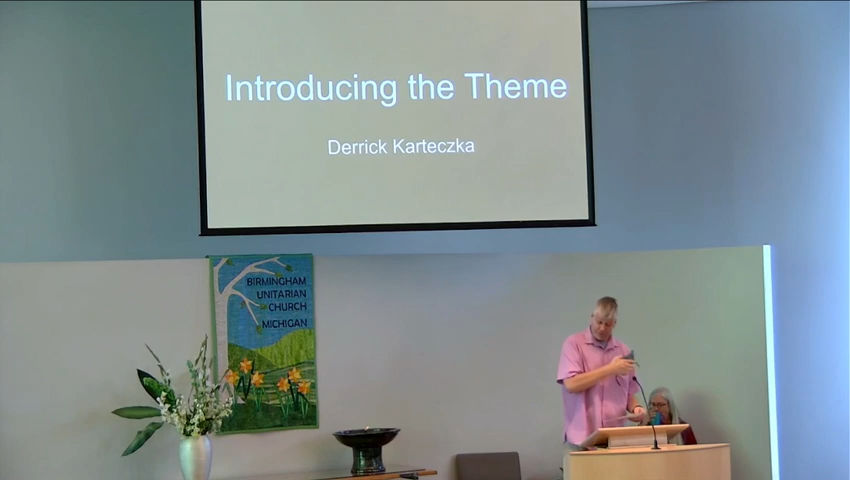 Introducing the Theme
Derrick Karteczka
BIRMINGHAM
UNITARIAN
CHURCH
MICHIGAN